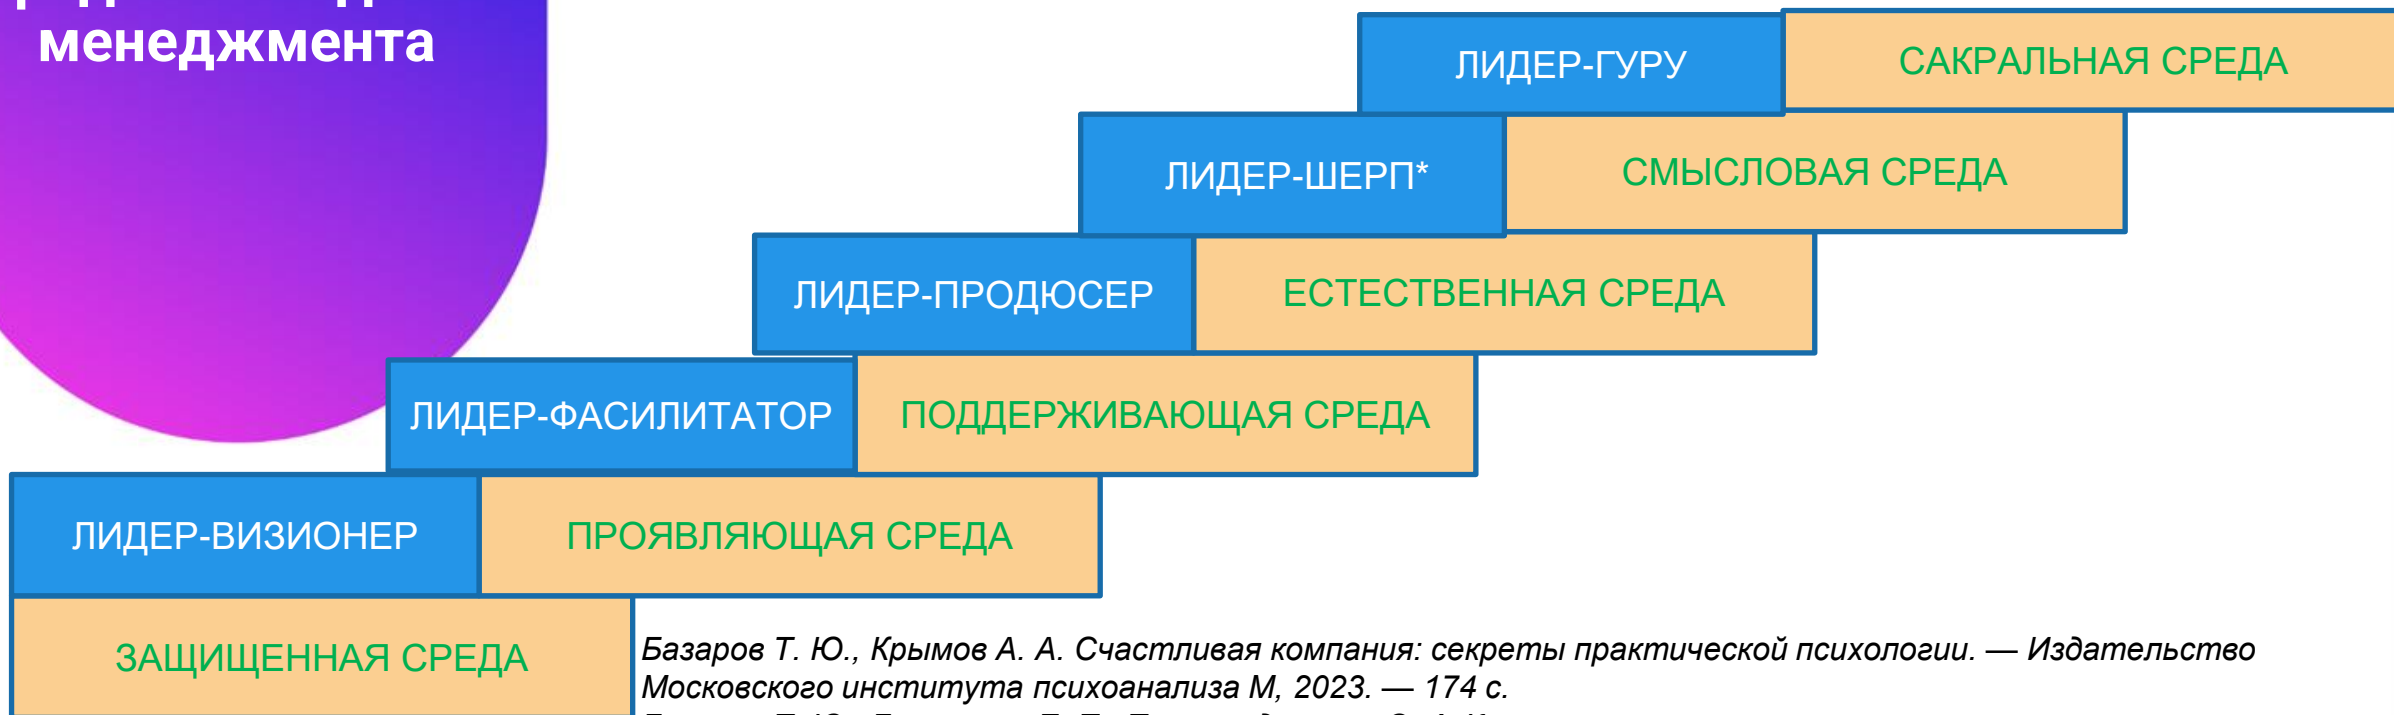 менеджмента
ЛИДЕР-ГУРУ САКРАЛЬНАЯ СРЕДА
ЛИДЕР-ШЕРП* СМЫСЛОВАЯ СРЕДА
ЛИДЕР-ПРОДЮСЕР ЕСТЕСТВЕННАЯ СРЕДА
ЛИДЕР-ФАСИЛИТАТОР ПОДДЕРЖИВАЮЩАЯ СРЕДА
ЛИДЕР-ВИЗИОНЕР ПРОЯВЛЯЮЩАЯ СРЕДА
ЗАЩИЩЕННАЯ СРЕДА
Базаров Т. Ю., Крымов А. А. Счастливая компания: секреты практической психологии. — Издательство
Московского института психоанализа М, 2023. — 174 с.